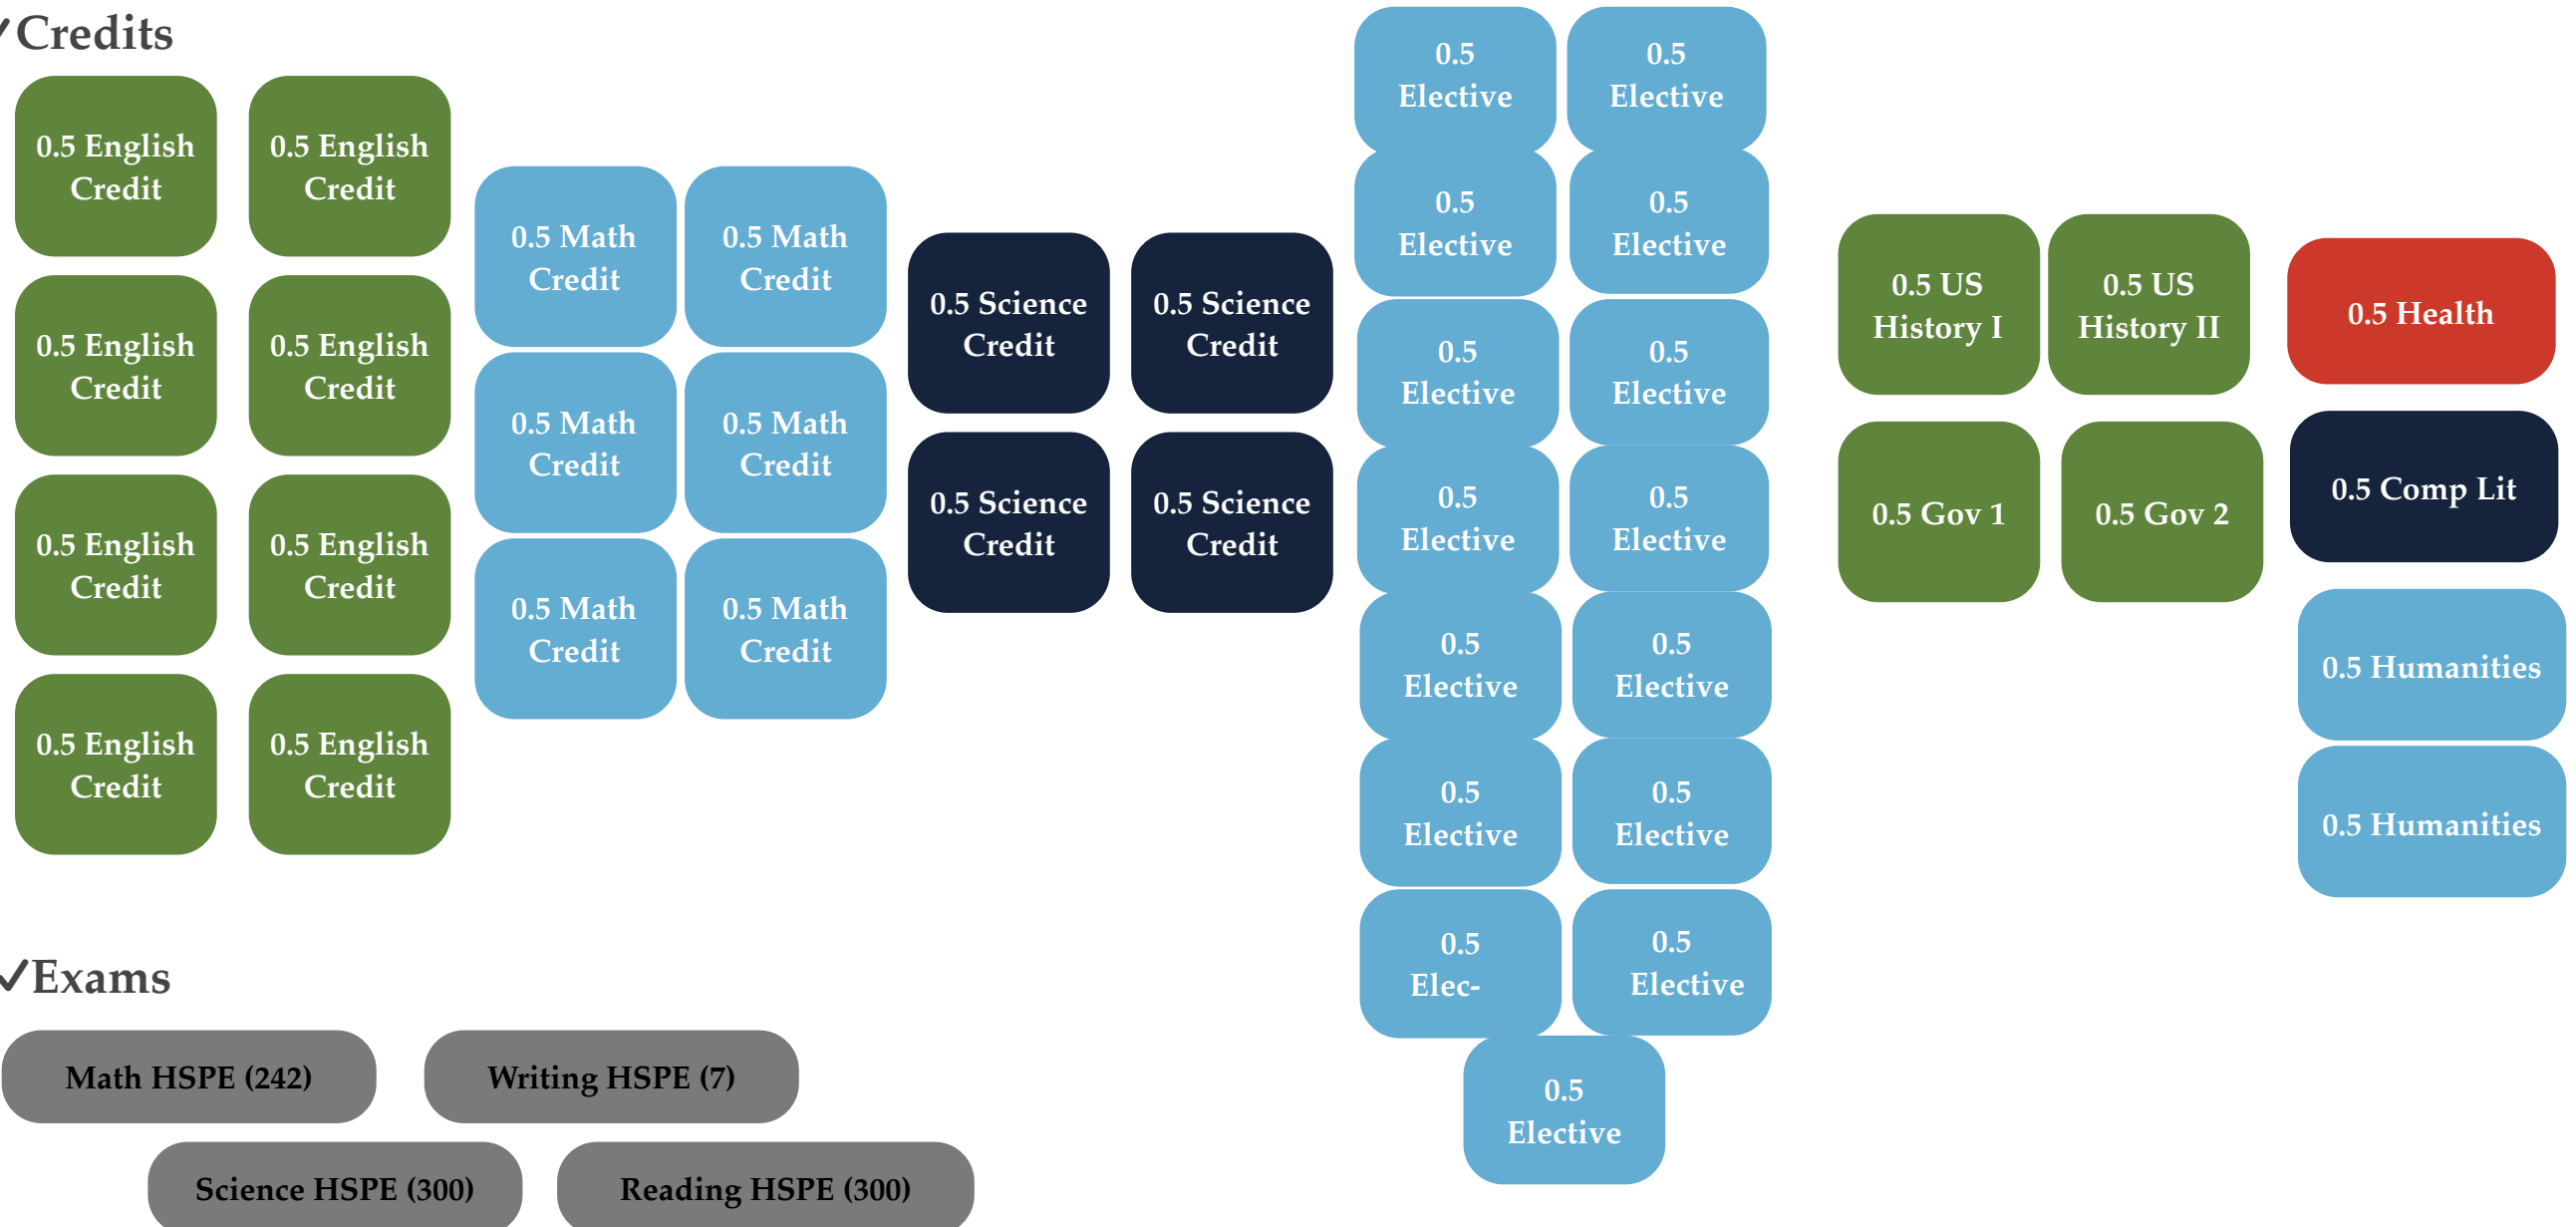 ✓Credits
0.5 English
Credit
0.5 English
Credit
0.5 English
Credit
0.5 English
Credit
0.5 English
Credit
0.5 English
Credit
0.5 English
Credit
0.5 English
Credit
0.5 Math
Credit
0.5 Math
Credit
0.5 Math
Credit
0.5 Math
Credit
0.5 Math
Credit
0.5 Math
Credit
0.5 Science
Credit
0.5 Science
Credit
0.5 Science
Credit
0.5 Science
Credit
0.5
Elective
0.5
Elective
0.5
Elective
0.5
Elective
0.5
Elective
0.5
Elective
0.5
Elective
0.5
Elective
0.5
Elective
0.5
Elective
0.5
Elective
0.5
Elective
0.5
Elec-
0.5
Elective
0.5
Elective
0.5 US
History I
0.5 US
History II
0.5 Gov 1
0.5 Gov 2
0.5 Health
0.5 Comp Lit
0.5 Humanities
0.5 Humanities
✓Exams
Math HSPE (242)
Writing HSPE (7)
Science HSPE (300)
Reading HSPE (300)